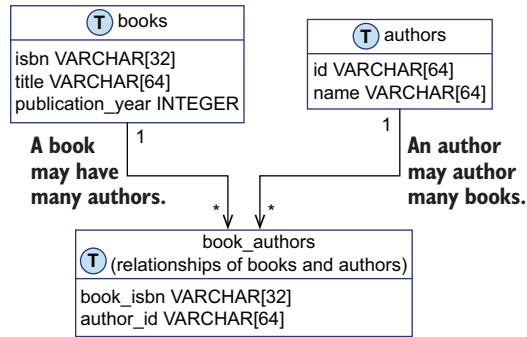 T books
isbn VARCHAR[32]
title VARCHAR[64]
publication_year INTEGER
T authors
id VARCHAR[64]
name VARCHAR[64]
1
A book
may have
many authors.
*
1
An author
may author
many books.
*
book_authors
T (relationships of books and authors)
book_isbn VARCHAR[32]
author_id VARCHAR[64]